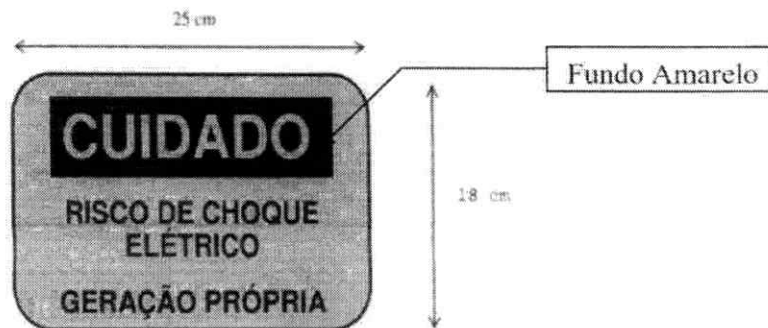 25 cm
Fundo Amarelo
CUIDADO
18 cm
RISCO DE CHOQUE
ELÉTRICO
GERAÇÃO PRÓPRIA